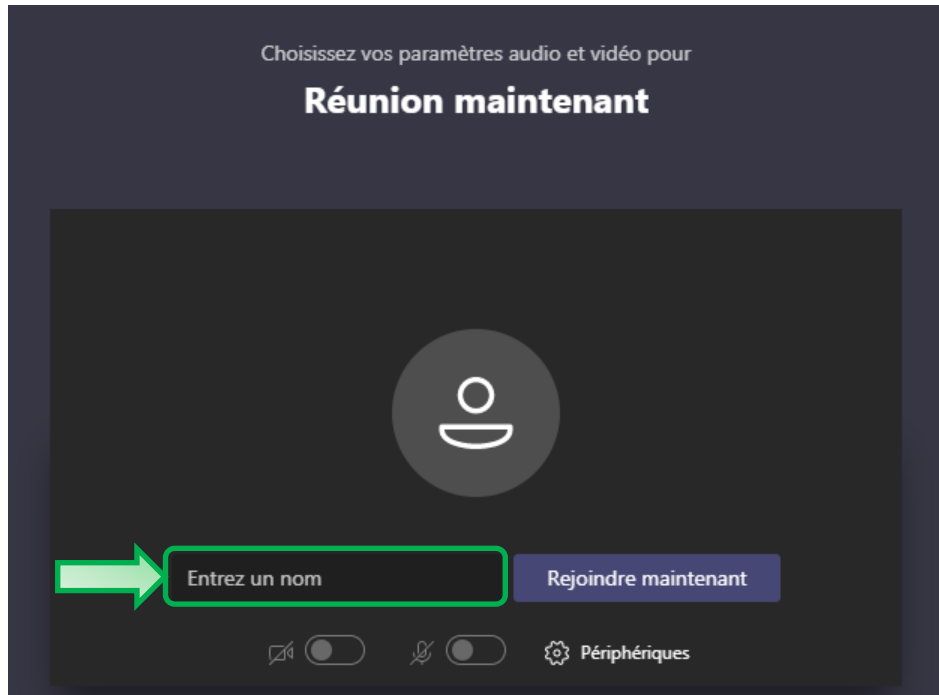 Choisissez vos paramètres audio et vidéo pour
Réunion maintenant
Entrez un nom
Rejoindre maintenant
Périphériques